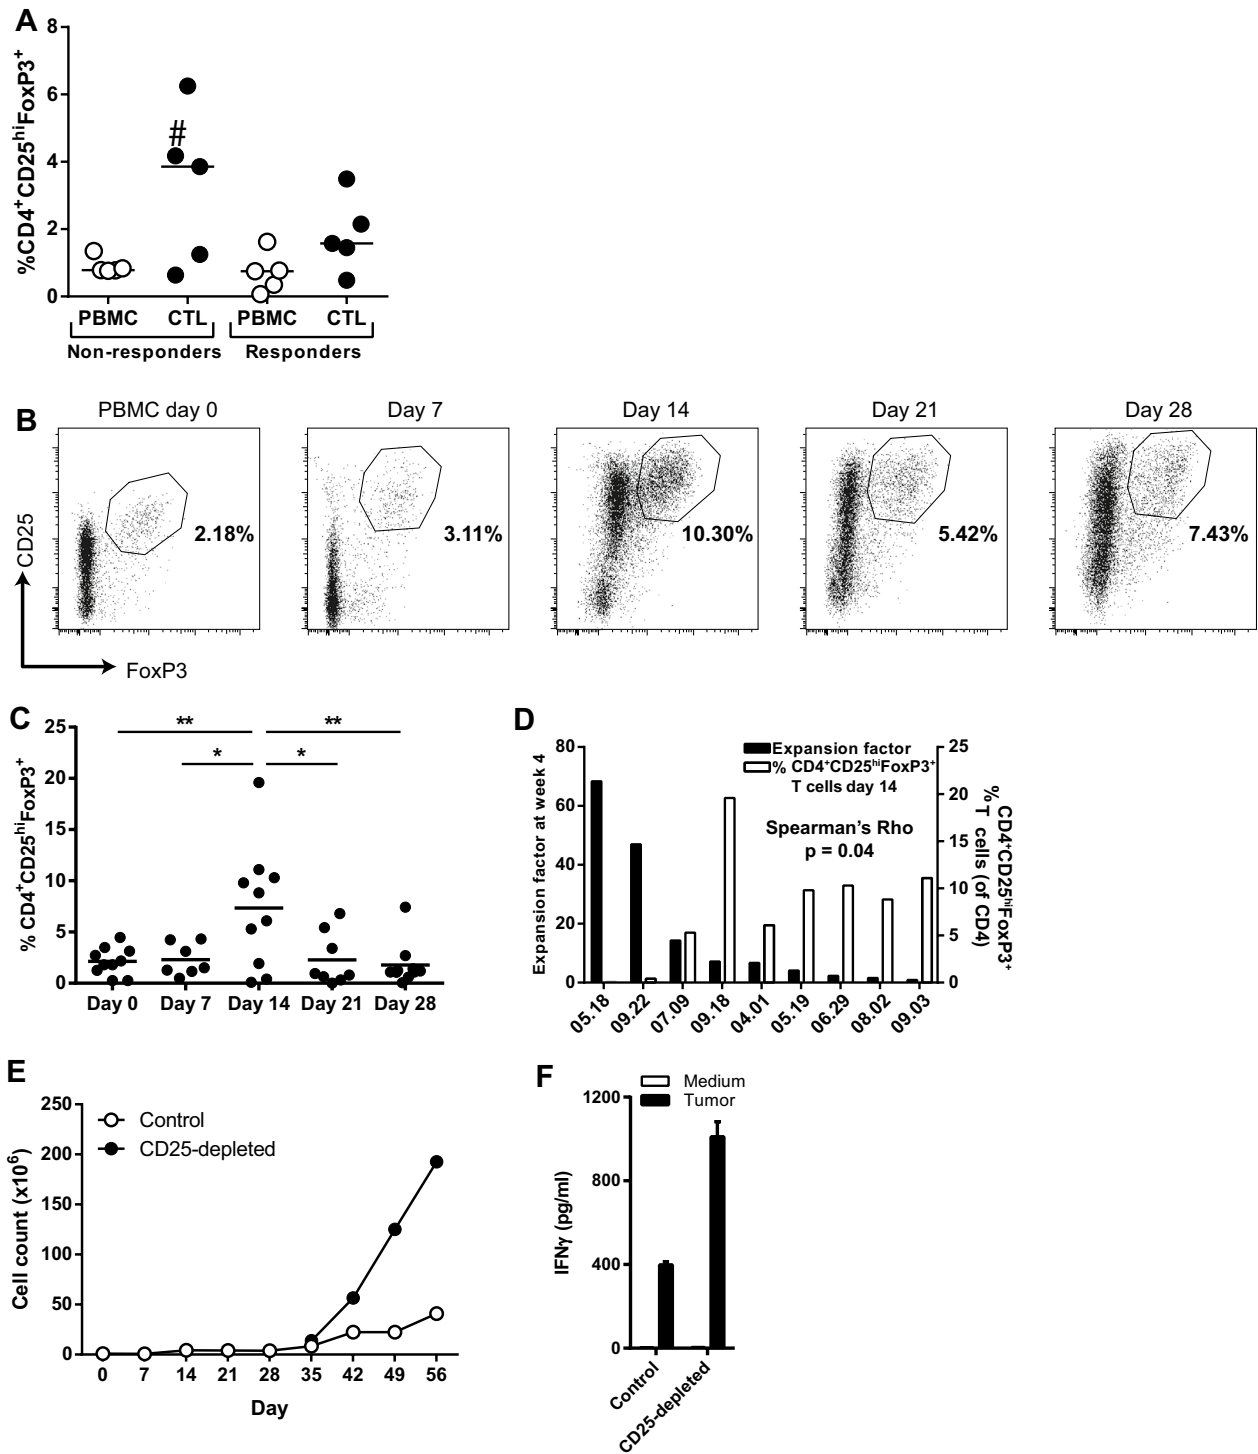 A
%CD4⁺CD25ʰⁱFoxP3⁺
8
6
4
2
0
#
PBMC CTL PBMC CTL
Non-responders Responders
B
PBMC day 0 Day 7 Day 14 Day 21 Day 28
2.18% 3.11% 10.30% 5.42% 7.43%
CD25
FoxP3
C
% CD4⁺CD25ʰⁱFoxP3⁺
25
20
15
10
5
0
** **
* *
Day 0 Day 7 Day 14 Day 21 Day 28
D
Expansion factor at week 4
80
60
40
20
0
Expansion factor
% CD4⁺CD25ʰⁱFoxP3⁺
T cells day 14
Spearman's Rho
p = 0.04
25
20
15
10
5
0
CD4⁺CD25ʰⁱFoxP3⁺
% T cells (of CD4)
05.18 09.22 07.09 09.18 04.01 05.19 06.29 08.02 09.03
E
Cell count (x10⁶)
250
200
150
100
50
0
Control
CD25-depleted
0 7 14 21 28 35 42 49 56
Day
F
Medium
Tumor
IFNγ (pg/ml)
1200
800
400
0
Control
CD25-depleted